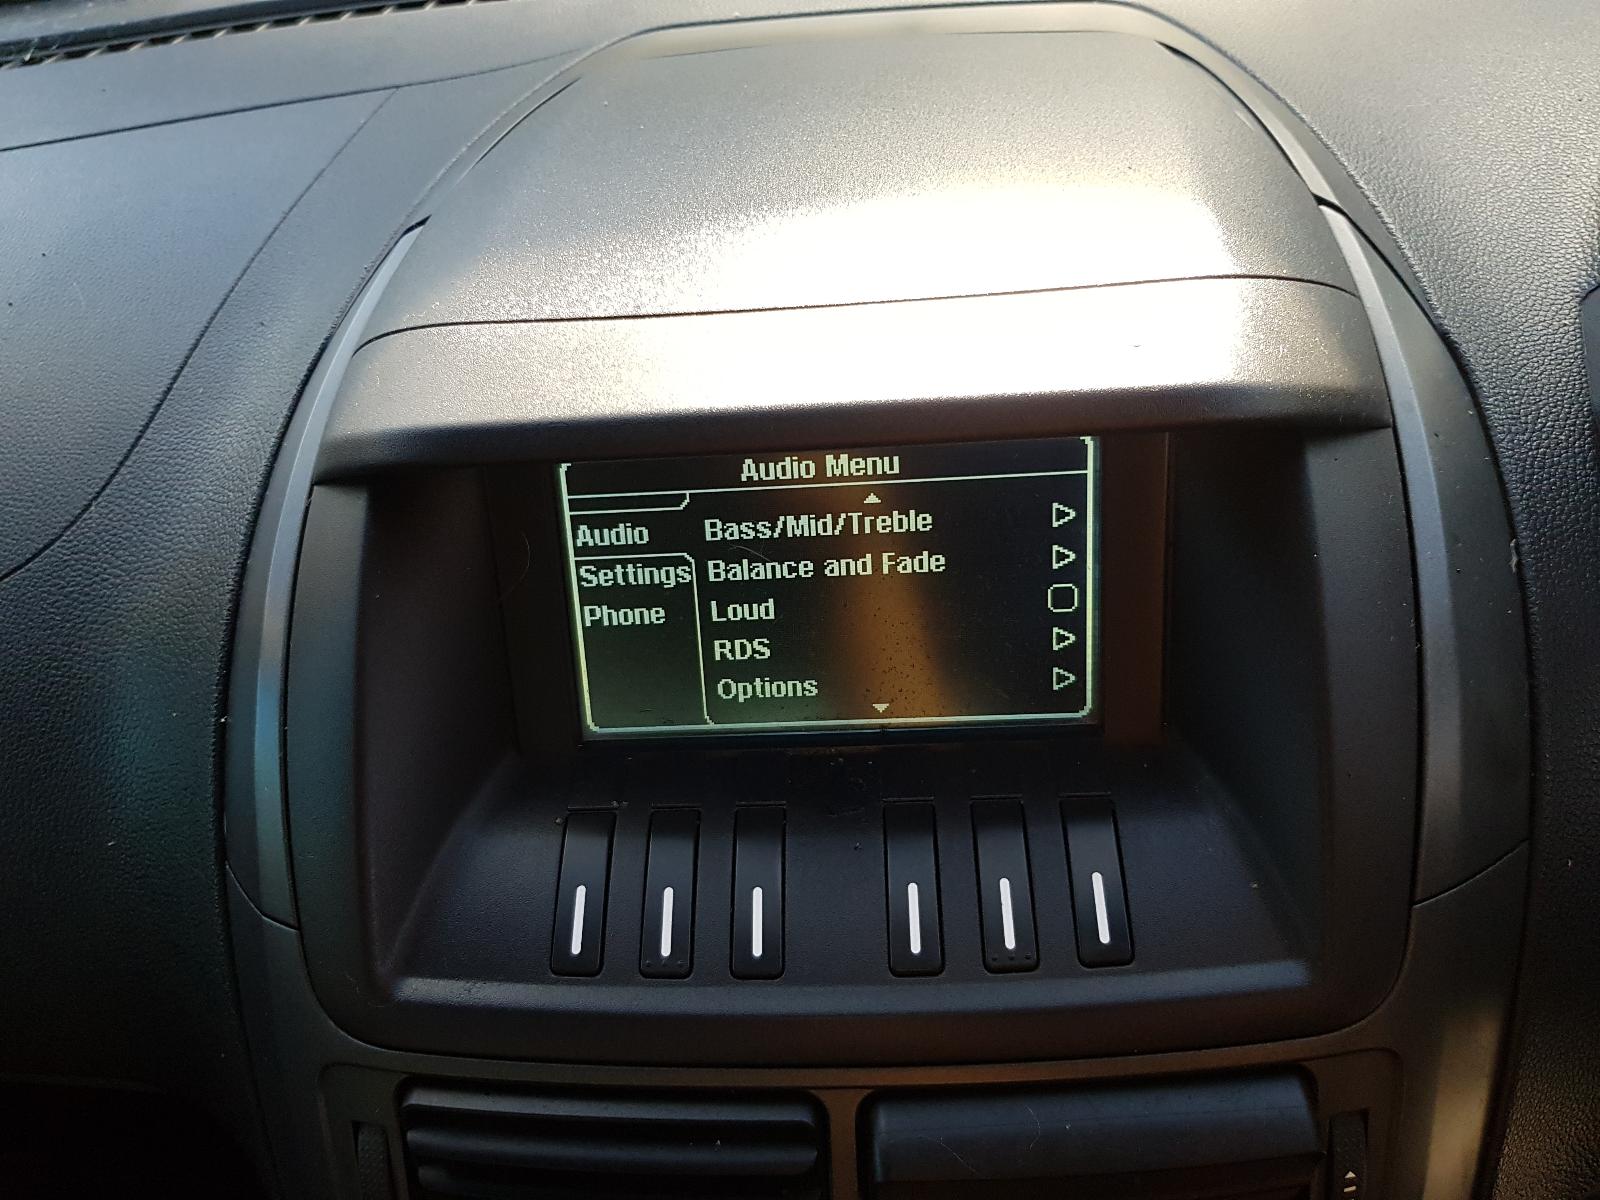 Audio Menu
Audio
Bass/Mid/Treble
Settings
Balance and Fade
Phone
Loud
RDS
Options